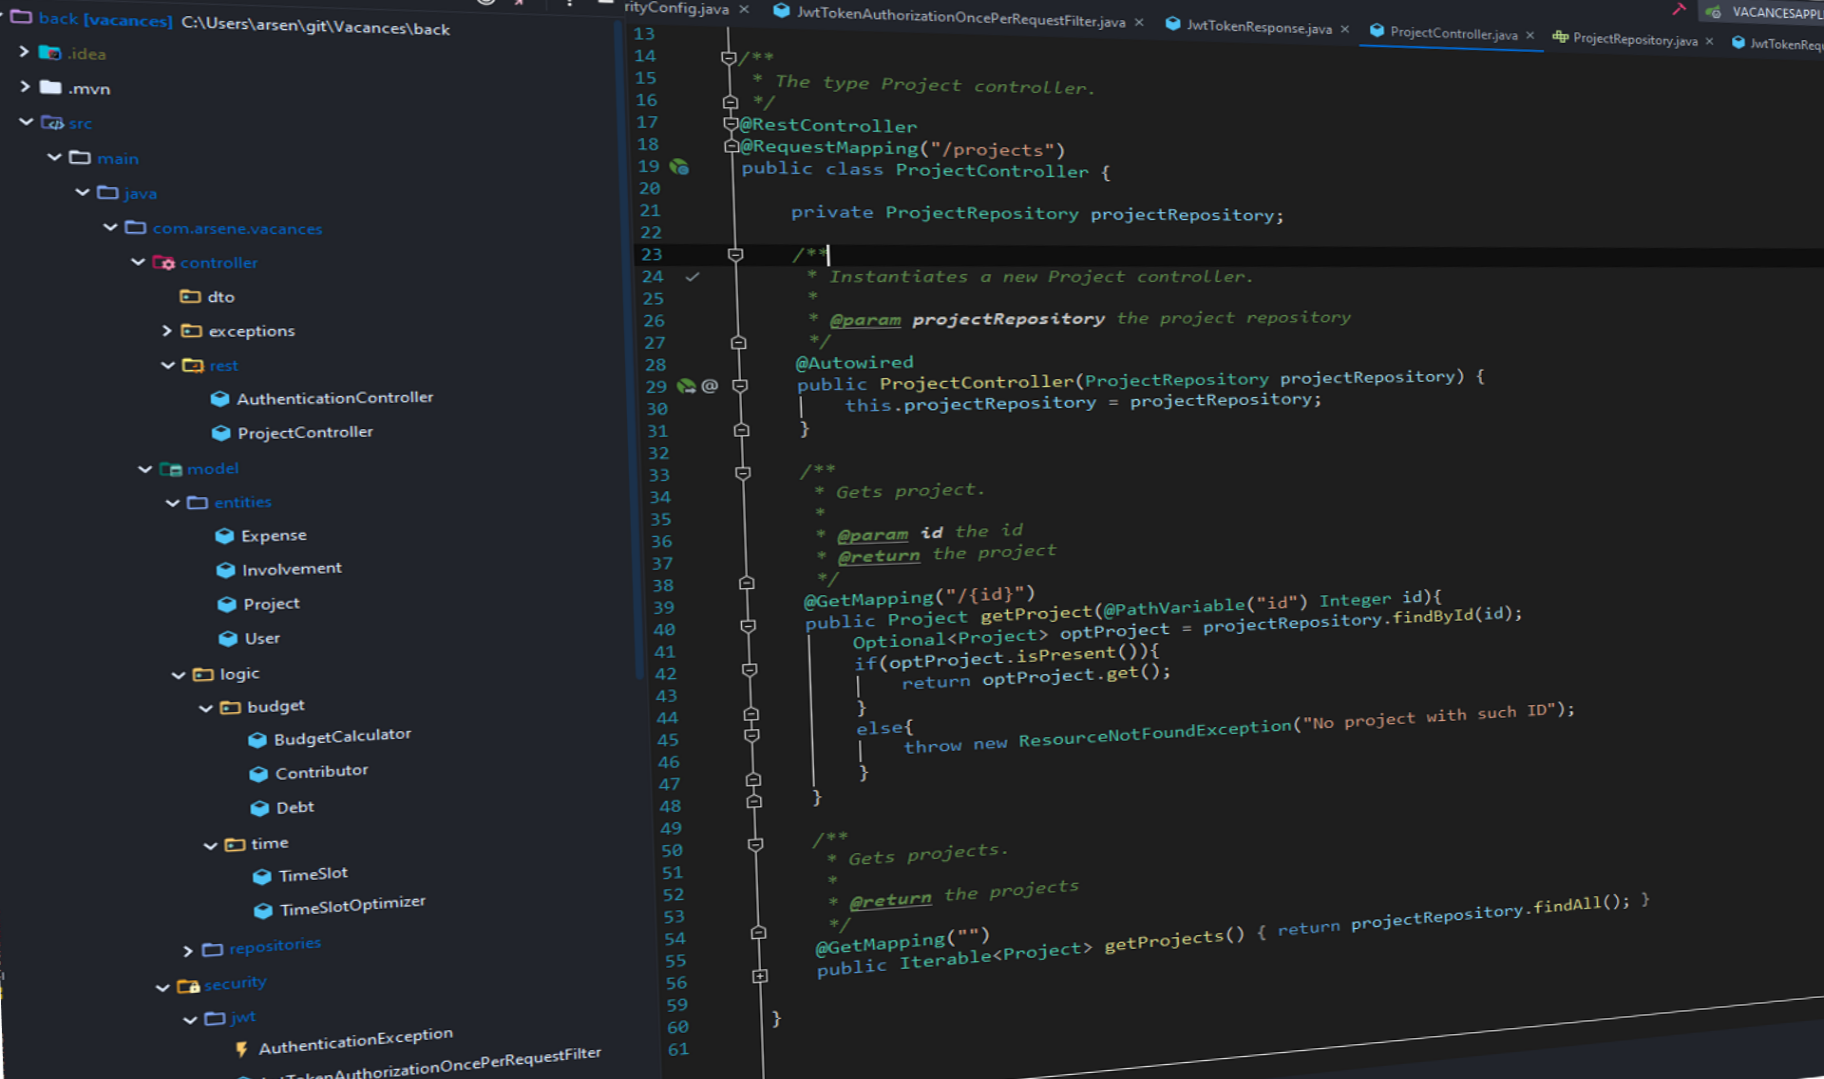 back [vacances] C:\Users\arsen\git\Vacances\back
.idea
.mvn
src
main
java
com.arsene.vacances
controller
dto
exceptions
rest
AuthenticationController
ProjectController
model
entities
Expense
Involvement
Project
User
logic
budget
BudgetCalculator
Contributor
Debt
time
TimeSlot
TimeSlotOptimizer
repositories
security
jwt
AuthenticationException
TokenAuthorizationOncePerRequestFilter
rityConfig.java × JwtTokenAuthorizationOncePerRequestFilter.java × JwtTokenResponse.java × ProjectController.java × ProjectRepository.java × JwtTokenReq
VACANCESAPPL
13
14 /**
15 * The type Project controller.
16 */
17 @RestController
18 @RequestMapping("/projects")
19 public class ProjectController {
20
21 private ProjectRepository projectRepository;
22
23 /**
24 * Instantiates a new Project controller.
25 *
26 * @param projectRepository the project repository
27 */
28 @Autowired
29 @ public ProjectController(ProjectRepository projectRepository) {
30 this.projectRepository = projectRepository;
31 }
32
33 /**
34 * Gets project.
35 *
36 * @param id the id
37 * @return the project
38 */
39 @GetMapping("/{id}")
40 public Project getProject(@PathVariable("id") Integer id){
41 Optional<Project> optProject = projectRepository.findById(id);
42 if(optProject.isPresent()){
43 return optProject.get();
44 }
45 else{
46 throw new ResourceNotFoundException("No project with such ID");
47 }
48 }
49
50 /**
51 * Gets projects.
52 *
53 * @return the projects
54 */
55 @GetMapping("")
56 public Iterable<Project> getProjects() { return projectRepository.findAll(); }
59
60 }
61